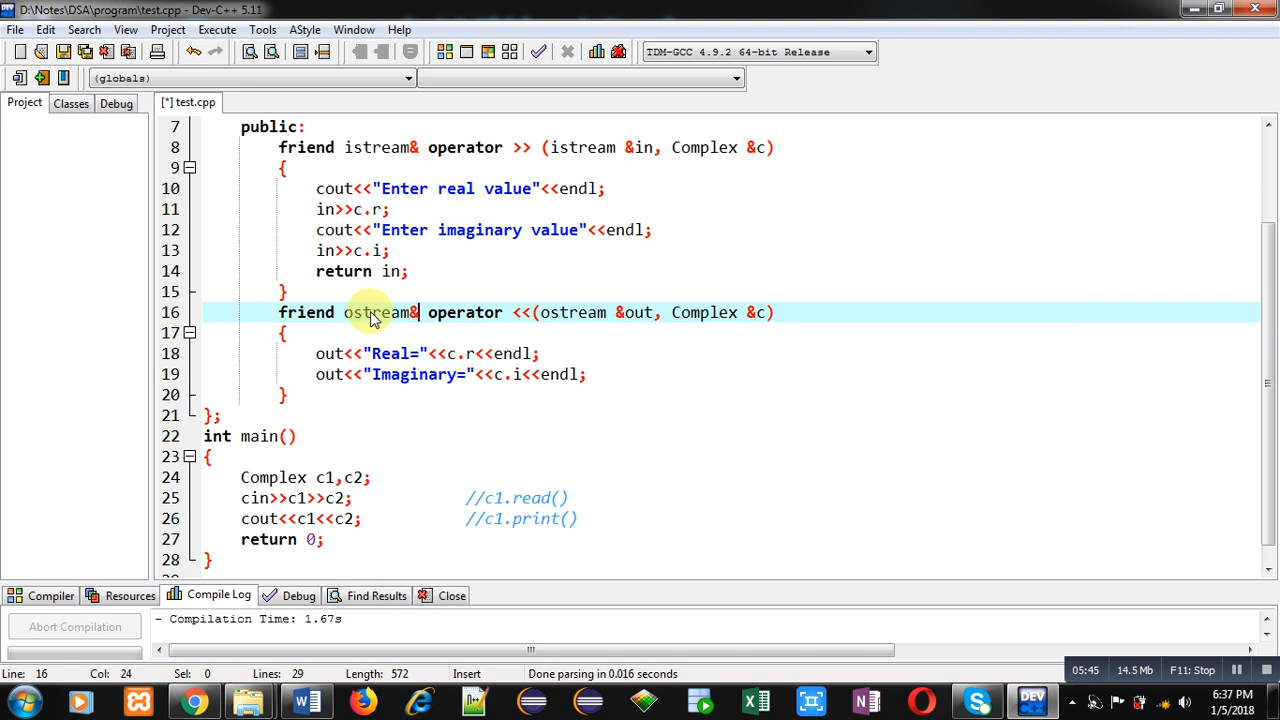 D:\Notes\DSA\program\test.cpp - Dev-C++ 5.11
File Edit Search View Project Execute Tools AStyle Window Help
TDM-GCC 4.9.2 64-bit Release
(globals)
Project Classes Debug [*] test.cpp
7 public:
8 friend istream& operator >> (istream &in, Complex &c)
9 {
10 cout<<"Enter real value"<<endl;
11 in>>c.r;
12 cout<<"Enter imaginary value"<<endl;
13 in>>c.i;
14 return in;
15 }
16 friend ostream& operator <<(ostream &out, Complex &c)
17 {
18 out<<"Real="<<c.r<<endl;
19 out<<"Imaginary="<<c.i<<endl;
20 }
21 };
22 int main()
23 {
24 Complex c1,c2;
25 cin>>c1>>c2; //c1.read()
26 cout<<c1<<c2; //c1.print()
27 return 0;
28 }
Compiler Resources Compile Log Debug Find Results Close
Abort Compilation
- Compilation Time: 1.67s
Line: 16 Col: 24 Sel: 0 Lines: 29 Length: 572 Insert Done parsing in 0.016 seconds
05:45 14.5 Mb F11: Stop
DEV
6:37 PM
1/5/2018